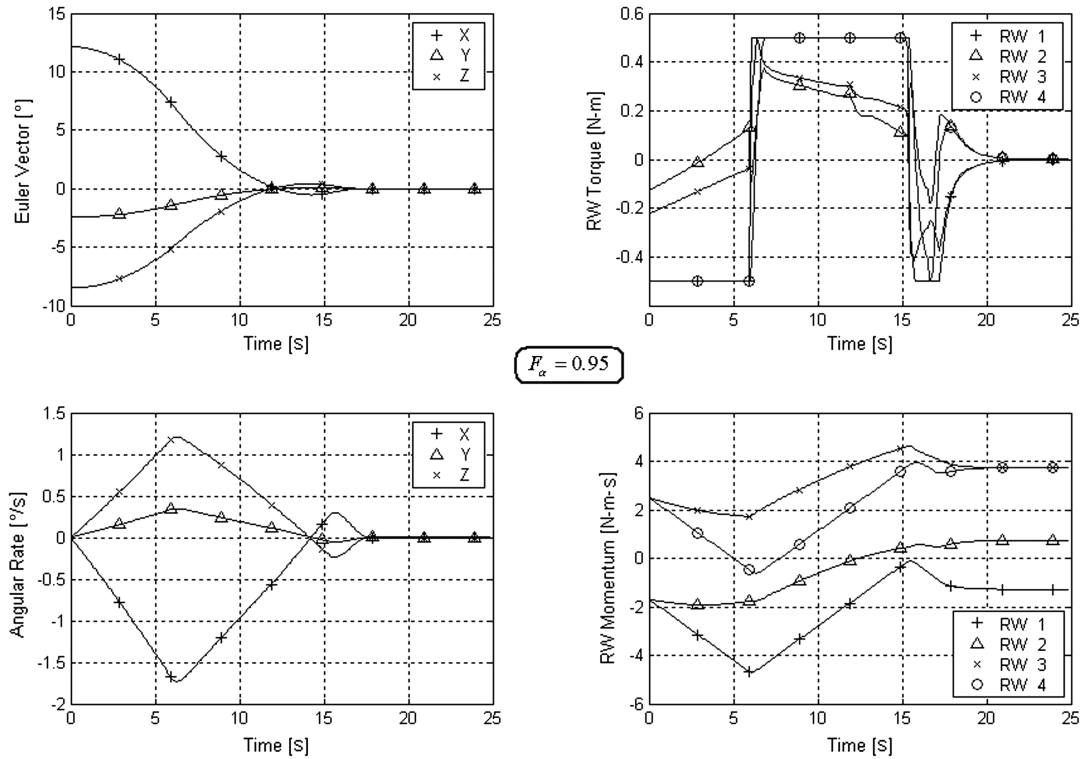 Euler Vector [°]
15
10
5
0
-5
-10
0
5
10
15
20
25
Time [s]
X
Y
Z
RW Torque [N-m]
0.6
0.4
0.2
0
-0.2
-0.4
0
5
10
15
20
25
Time [s]
RW 1
RW 2
RW 3
RW 4
Fα = 0.95
Angular Rate [°/s]
1.5
1
0.5
0
-0.5
-1
-1.5
-2
0
5
10
15
20
25
Time [s]
X
Y
Z
RW Momentum [N-m-s]
6
4
2
0
-2
-4
-6
0
5
10
15
20
25
Time [s]
RW 1
RW 2
RW 3
RW 4